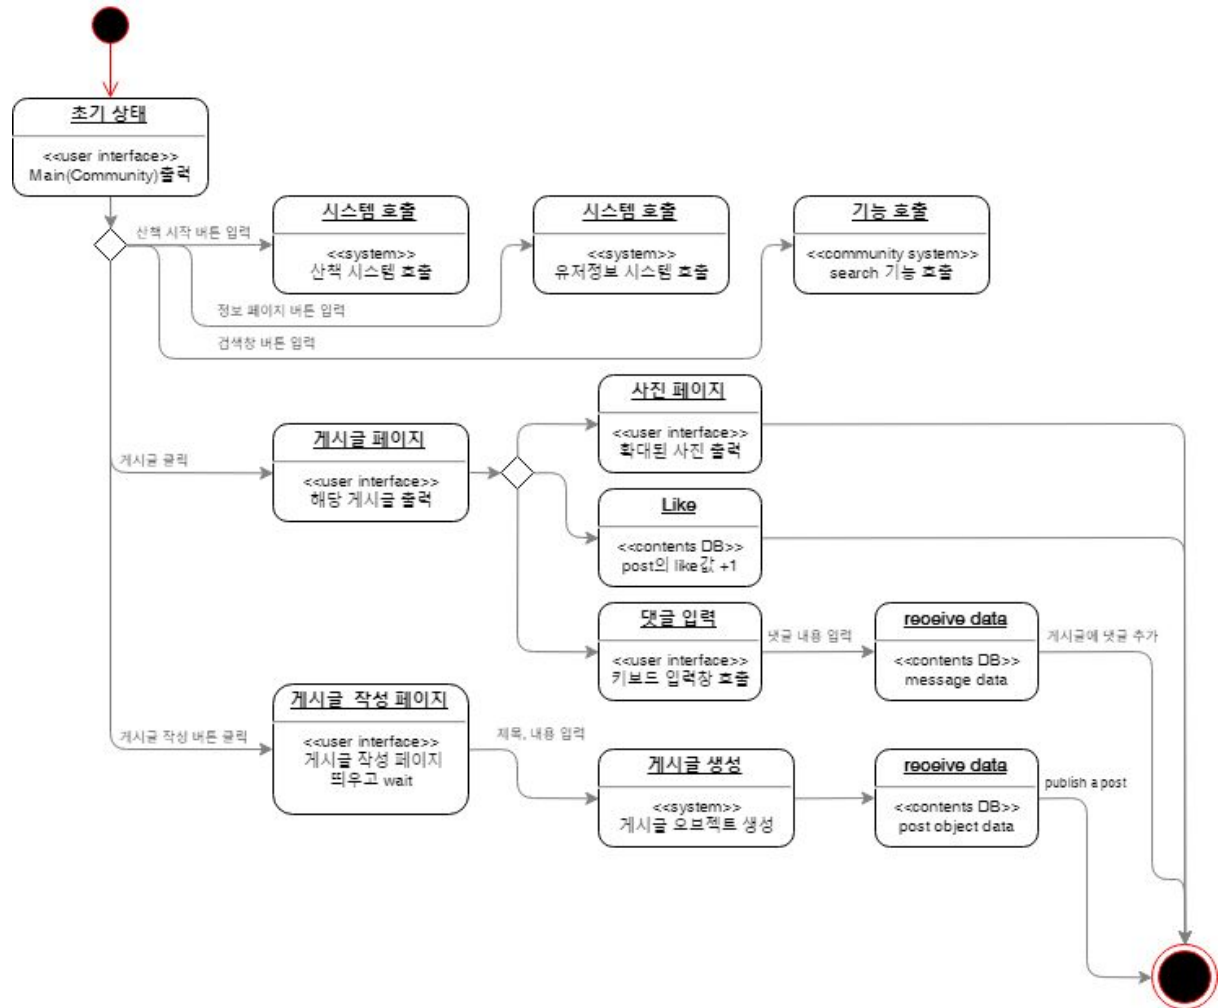 초기 상태
<<user interface>>
Main(Community)출력
산책 시작 버튼 입력
시스템 호출
<<system>>
산책 시스템 호출
시스템 호출
<<system>>
유저정보 시스템 호출
기능 호출
<<community system>>
search 기능 호출
정보 페이지 버튼 입력
검색창 버튼 입력
게시글 클릭
게시글 페이지
<<user interface>>
해당 게시글 출력
사진 페이지
<<user interface>>
확대된 사진 출력
Like
<<contents DB>>
post의 like값 +1
댓글 입력
<<user interface>>
키보드 입력창 호출
댓글 내용 입력
receive data
<<contents DB>>
message data
게시글에 댓글 추가
게시글 작성 버튼 클릭
게시글 작성 페이지
<<user interface>>
게시글 작성 페이지
띄우고 wait
제목, 내용 입력
게시글 생성
<<system>>
게시글 오브젝트 생성
receive data
<<contents DB>>
post object data
publish a post